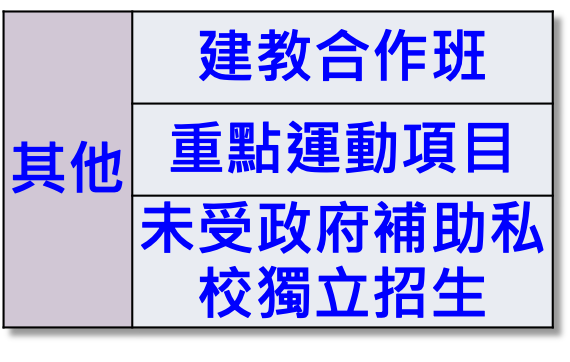 其他
建教合作班
重點運動項目
未受政府補助私
校獨立招生